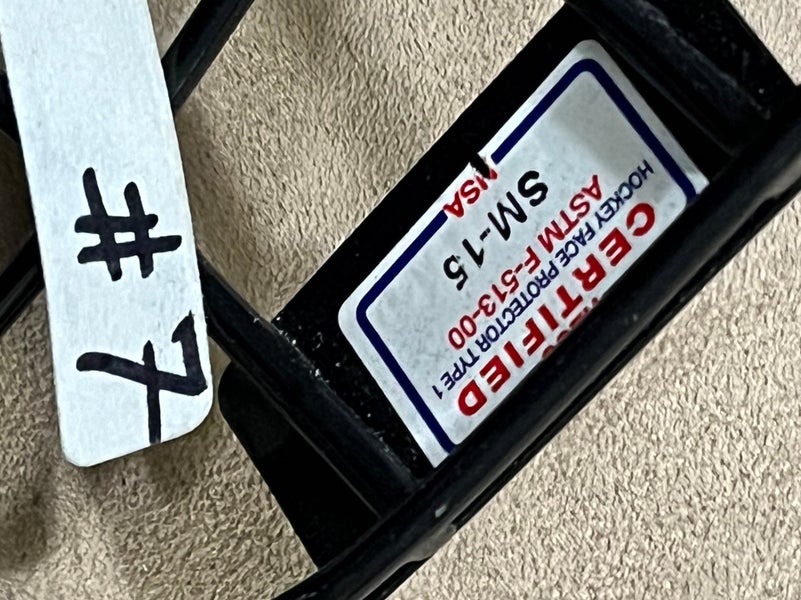 #7
CERTIFIED
HOCKEY FACE PROTECTOR TYPE 1
ASTM F-513-00
SM-15
USA